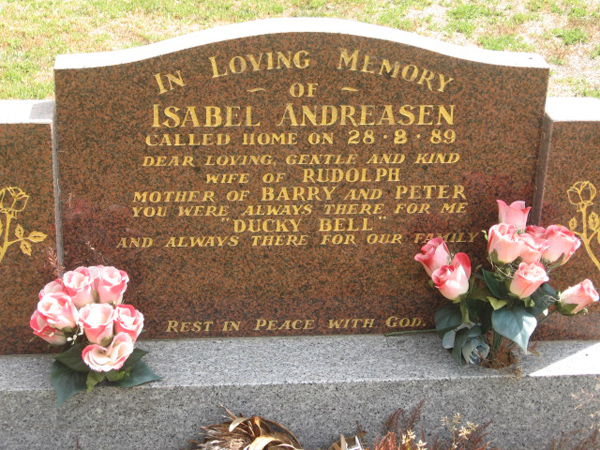 IN LOVING MEMORY
~ OF ~
ISABEL ANDREASEN
CALLED HOME ON 28·8·89
DEAR LOVING, GENTLE AND KIND
WIFE OF RUDOLPH
MOTHER OF BARRY AND PETER
YOU WERE ALWAYS THERE FOR ME
"DUCKY BELL"
AND ALWAYS THERE FOR OUR FAMILY
REST IN PEACE WITH GOD.